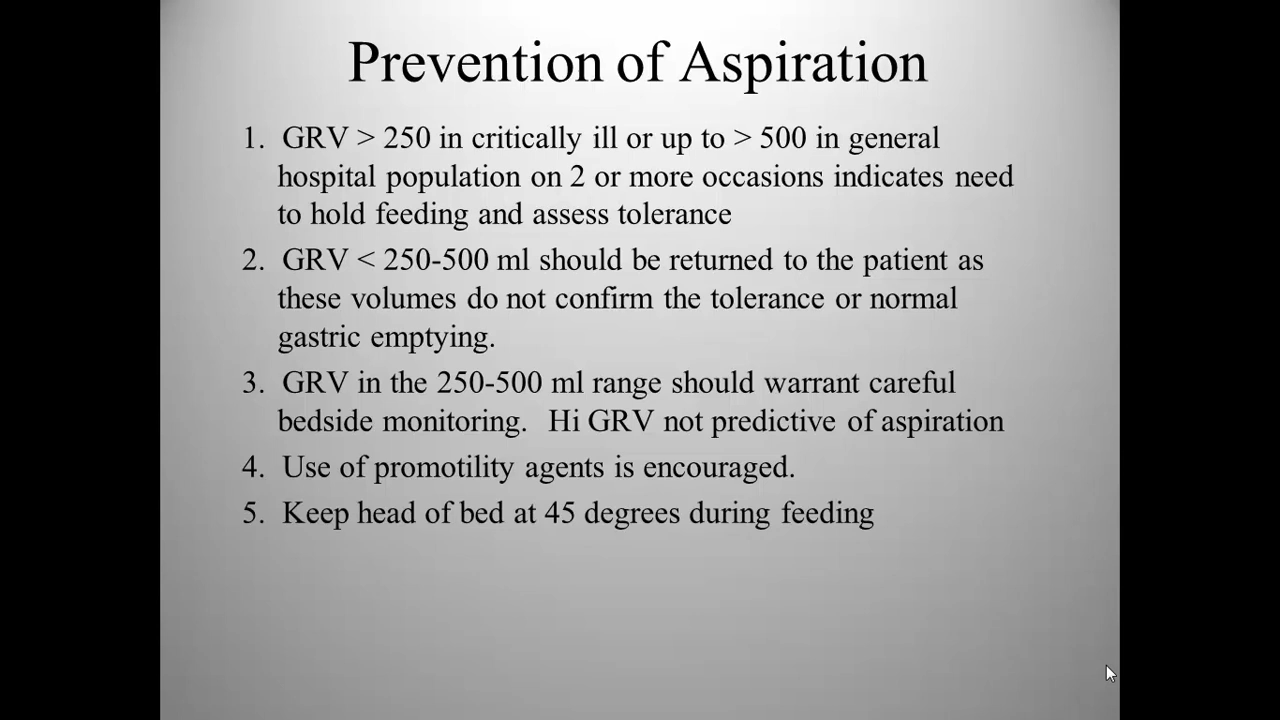 Prevention of Aspiration
1. GRV > 250 in critically ill or up to > 500 in general
hospital population on 2 or more occasions indicates need
to hold feeding and assess tolerance
2. GRV < 250-500 ml should be returned to the patient as
these volumes do not confirm the tolerance or normal
gastric emptying.
3. GRV in the 250-500 ml range should warrant careful
bedside monitoring. Hi GRV not predictive of aspiration
4. Use of promotility agents is encouraged.
5. Keep head of bed at 45 degrees during feeding